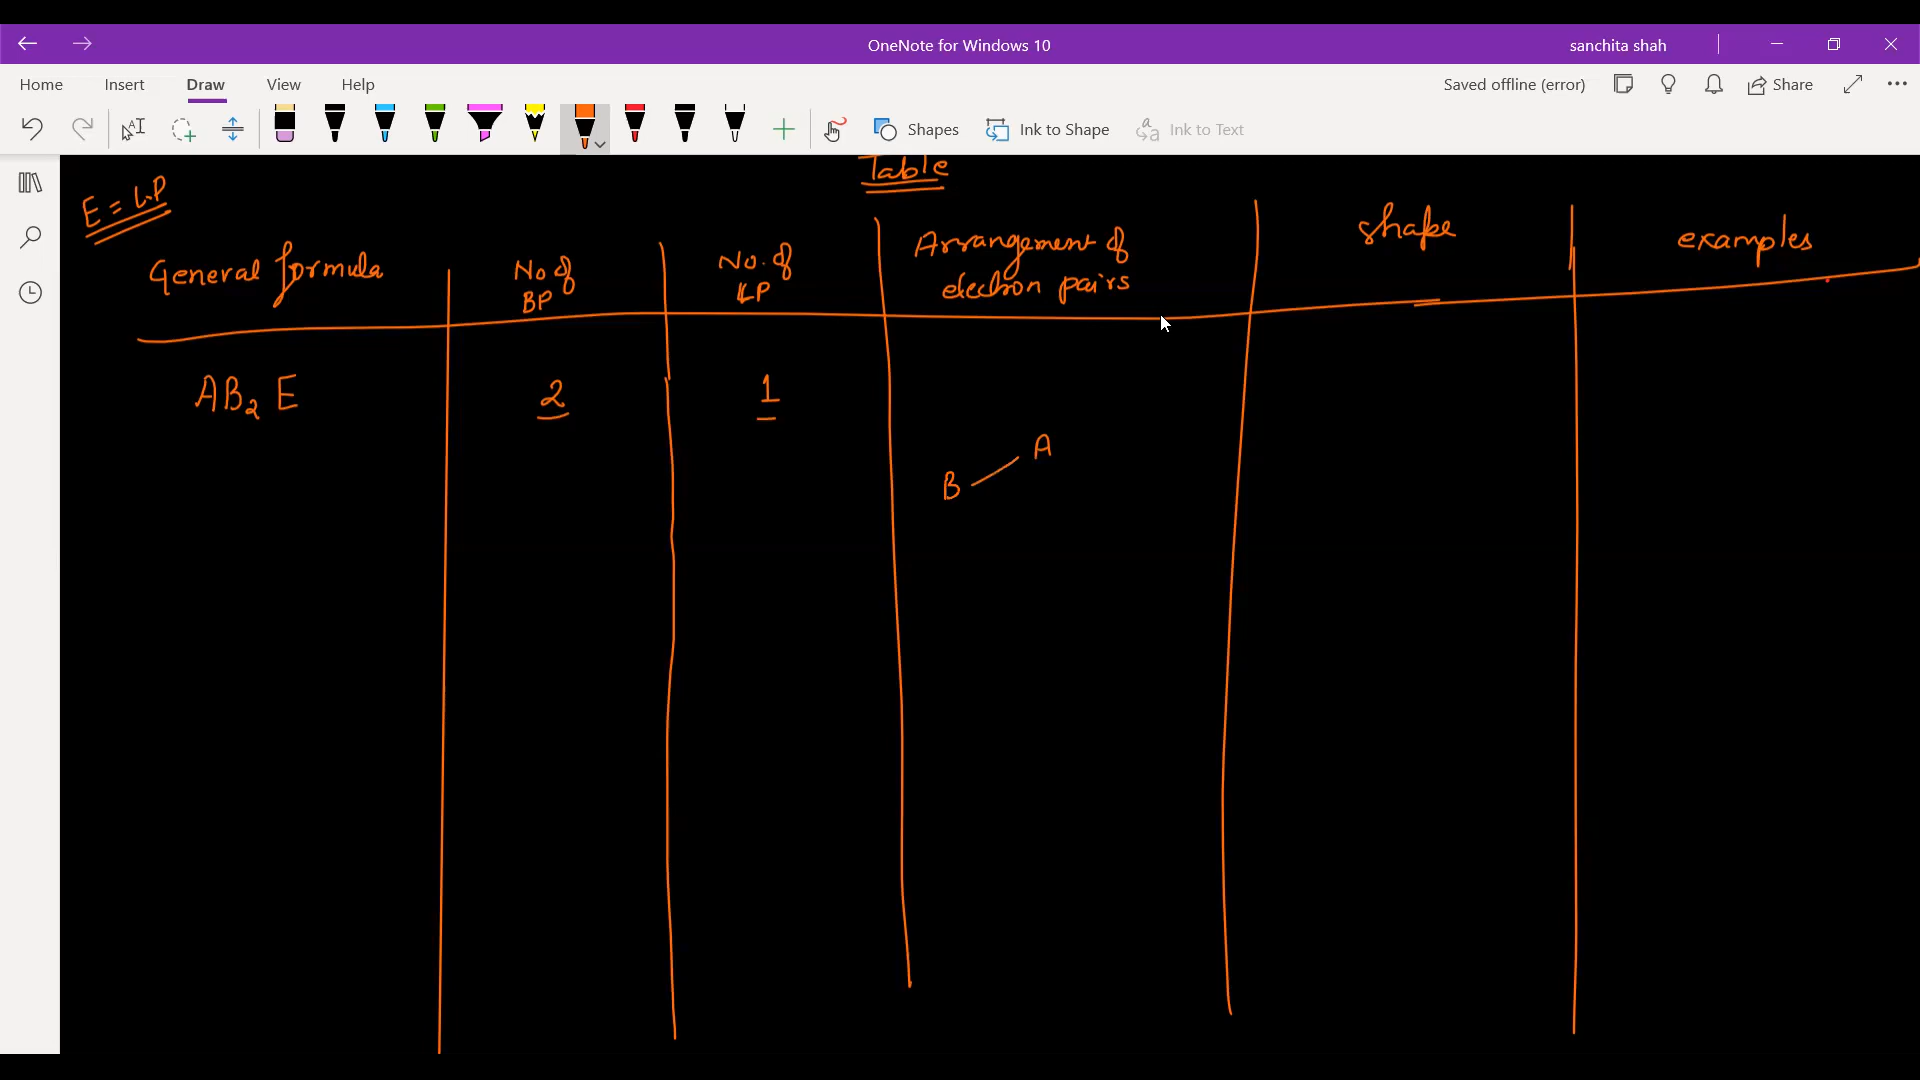 OneNote for Windows 10
sanchita shah
Home Insert Draw View Help
Saved offline (error)
Share
Shapes
Ink to Shape
Ink to Text
Table
E = L.P
General formula
No of
BP
No. of
LP
Arrangement of
electron pairs
shape
examples
AB₂ E
2
1
B A